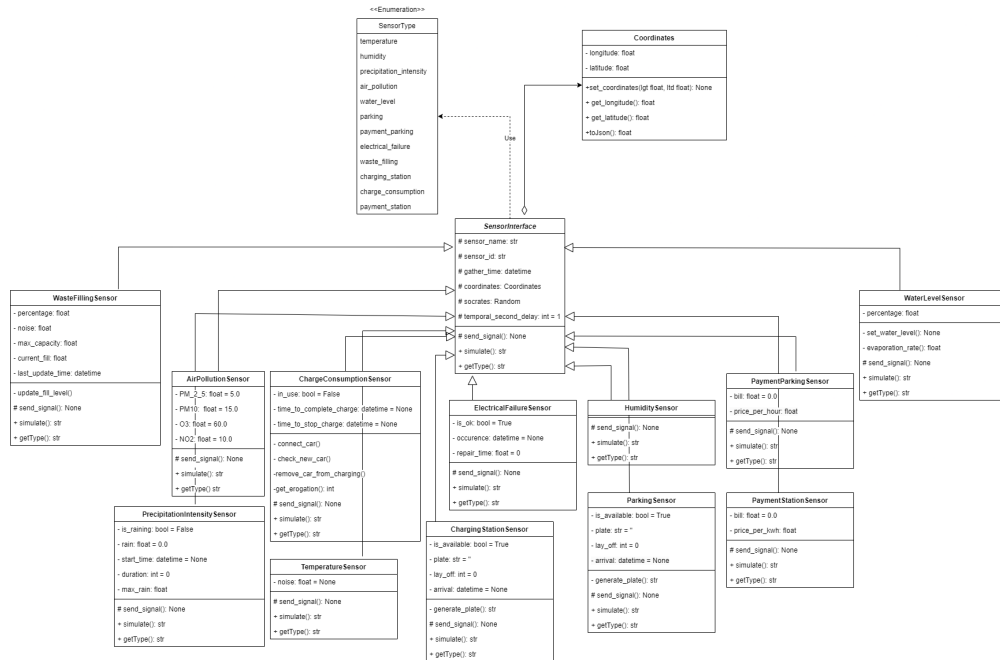 <<Enumeration>>
SensorType
temperature
humidity
precipitation_intensity
air_pollution
water_level
parking
payment_parking
electrical_failure
waste_filling
charging_station
charge_consumption
payment_station
Coordinates
- longitude: float
- latitude: float
+set_coordinates(lgt float, ltd float): None
+ get_longitude(): float
+ get_latitude(): float
+toJson(): float
Use
SensorInterface
# sensor_name: str
# sensor_id: str
# gather_time: datetime
# coordinates: Coordinates
# socrates: Random
# temporal_second_delay: int = 1
# send_signal(): None
+ simulate(): str
+ getType(): str
WasteFillingSensor
- percentage: float
- noise: float
- max_capacity: float
- current_fill: float
- last_update_time: datetime
- update_fill_level()
# send_signal(): None
+ simulate(): str
+ getType(): str
WaterLevelSensor
- percentage: float
- set_water_level(): None
- evaporation_rate(): float
# send_signal(): None
+ simulate(): str
+ getType(): str
AirPollutionSensor
- PM_2_5: float = 5.0
- PM10: float = 15.0
- O3: float = 60.0
- NO2: float = 10.0
# send_signal(): None
+ simulate(): str
+ getType() str
ChargeConsumptionSensor
- in_use: bool = False
- time_to_complete_charge: datetime = None
- time_to_stop_charge: datetime = None
- connect_car()
- check_new_car()
-remove_car_from_charging()
-get_erogation(): int
# send_signal(): None
+ simulate(): str
+ getType(): str
ElectricalFailureSensor
- is_ok: bool = True
- occurence: datetime = None
- repair_time: float = 0
# send_signal(): None
+ simulate(): str
+ getType(): str
HumiditySensor
# send_signal(): None
+ simulate(): str
+ getType(): str
PaymentParkingSensor
- bill: float = 0.0
- price_per_hour: float
# send_signal(): None
+ simulate(): str
+ getType(): str
PrecipitationIntensitySensor
- is_raining: bool = False
- rain: float = 0.0
- start_time: datetime = None
- duration: int = 0
- max_rain: float
# send_signal(): None
+ simulate(): str
+ getType(): str
TemperatureSensor
- noise: float = None
# send_signal(): None
+ simulate(): str
+ getType(): str
ChargingStationSensor
- is_available: bool = True
- plate: str = ''
- lay_off: int = 0
- arrival: datetime = None
- generate_plate(): str
# send_signal(): None
+ simulate(): str
+ getType(): str
ParkingSensor
- is_available: bool = True
- plate: str = ''
- lay_off: int = 0
- arrival: datetime = None
- generate_plate(): str
# send_signal(): None
+ simulate(): str
+ getType(): str
PaymentStationSensor
- bill: float = 0.0
- price_per_kwh: float
# send_signal(): None
+ simulate(): str
+ getType(): str